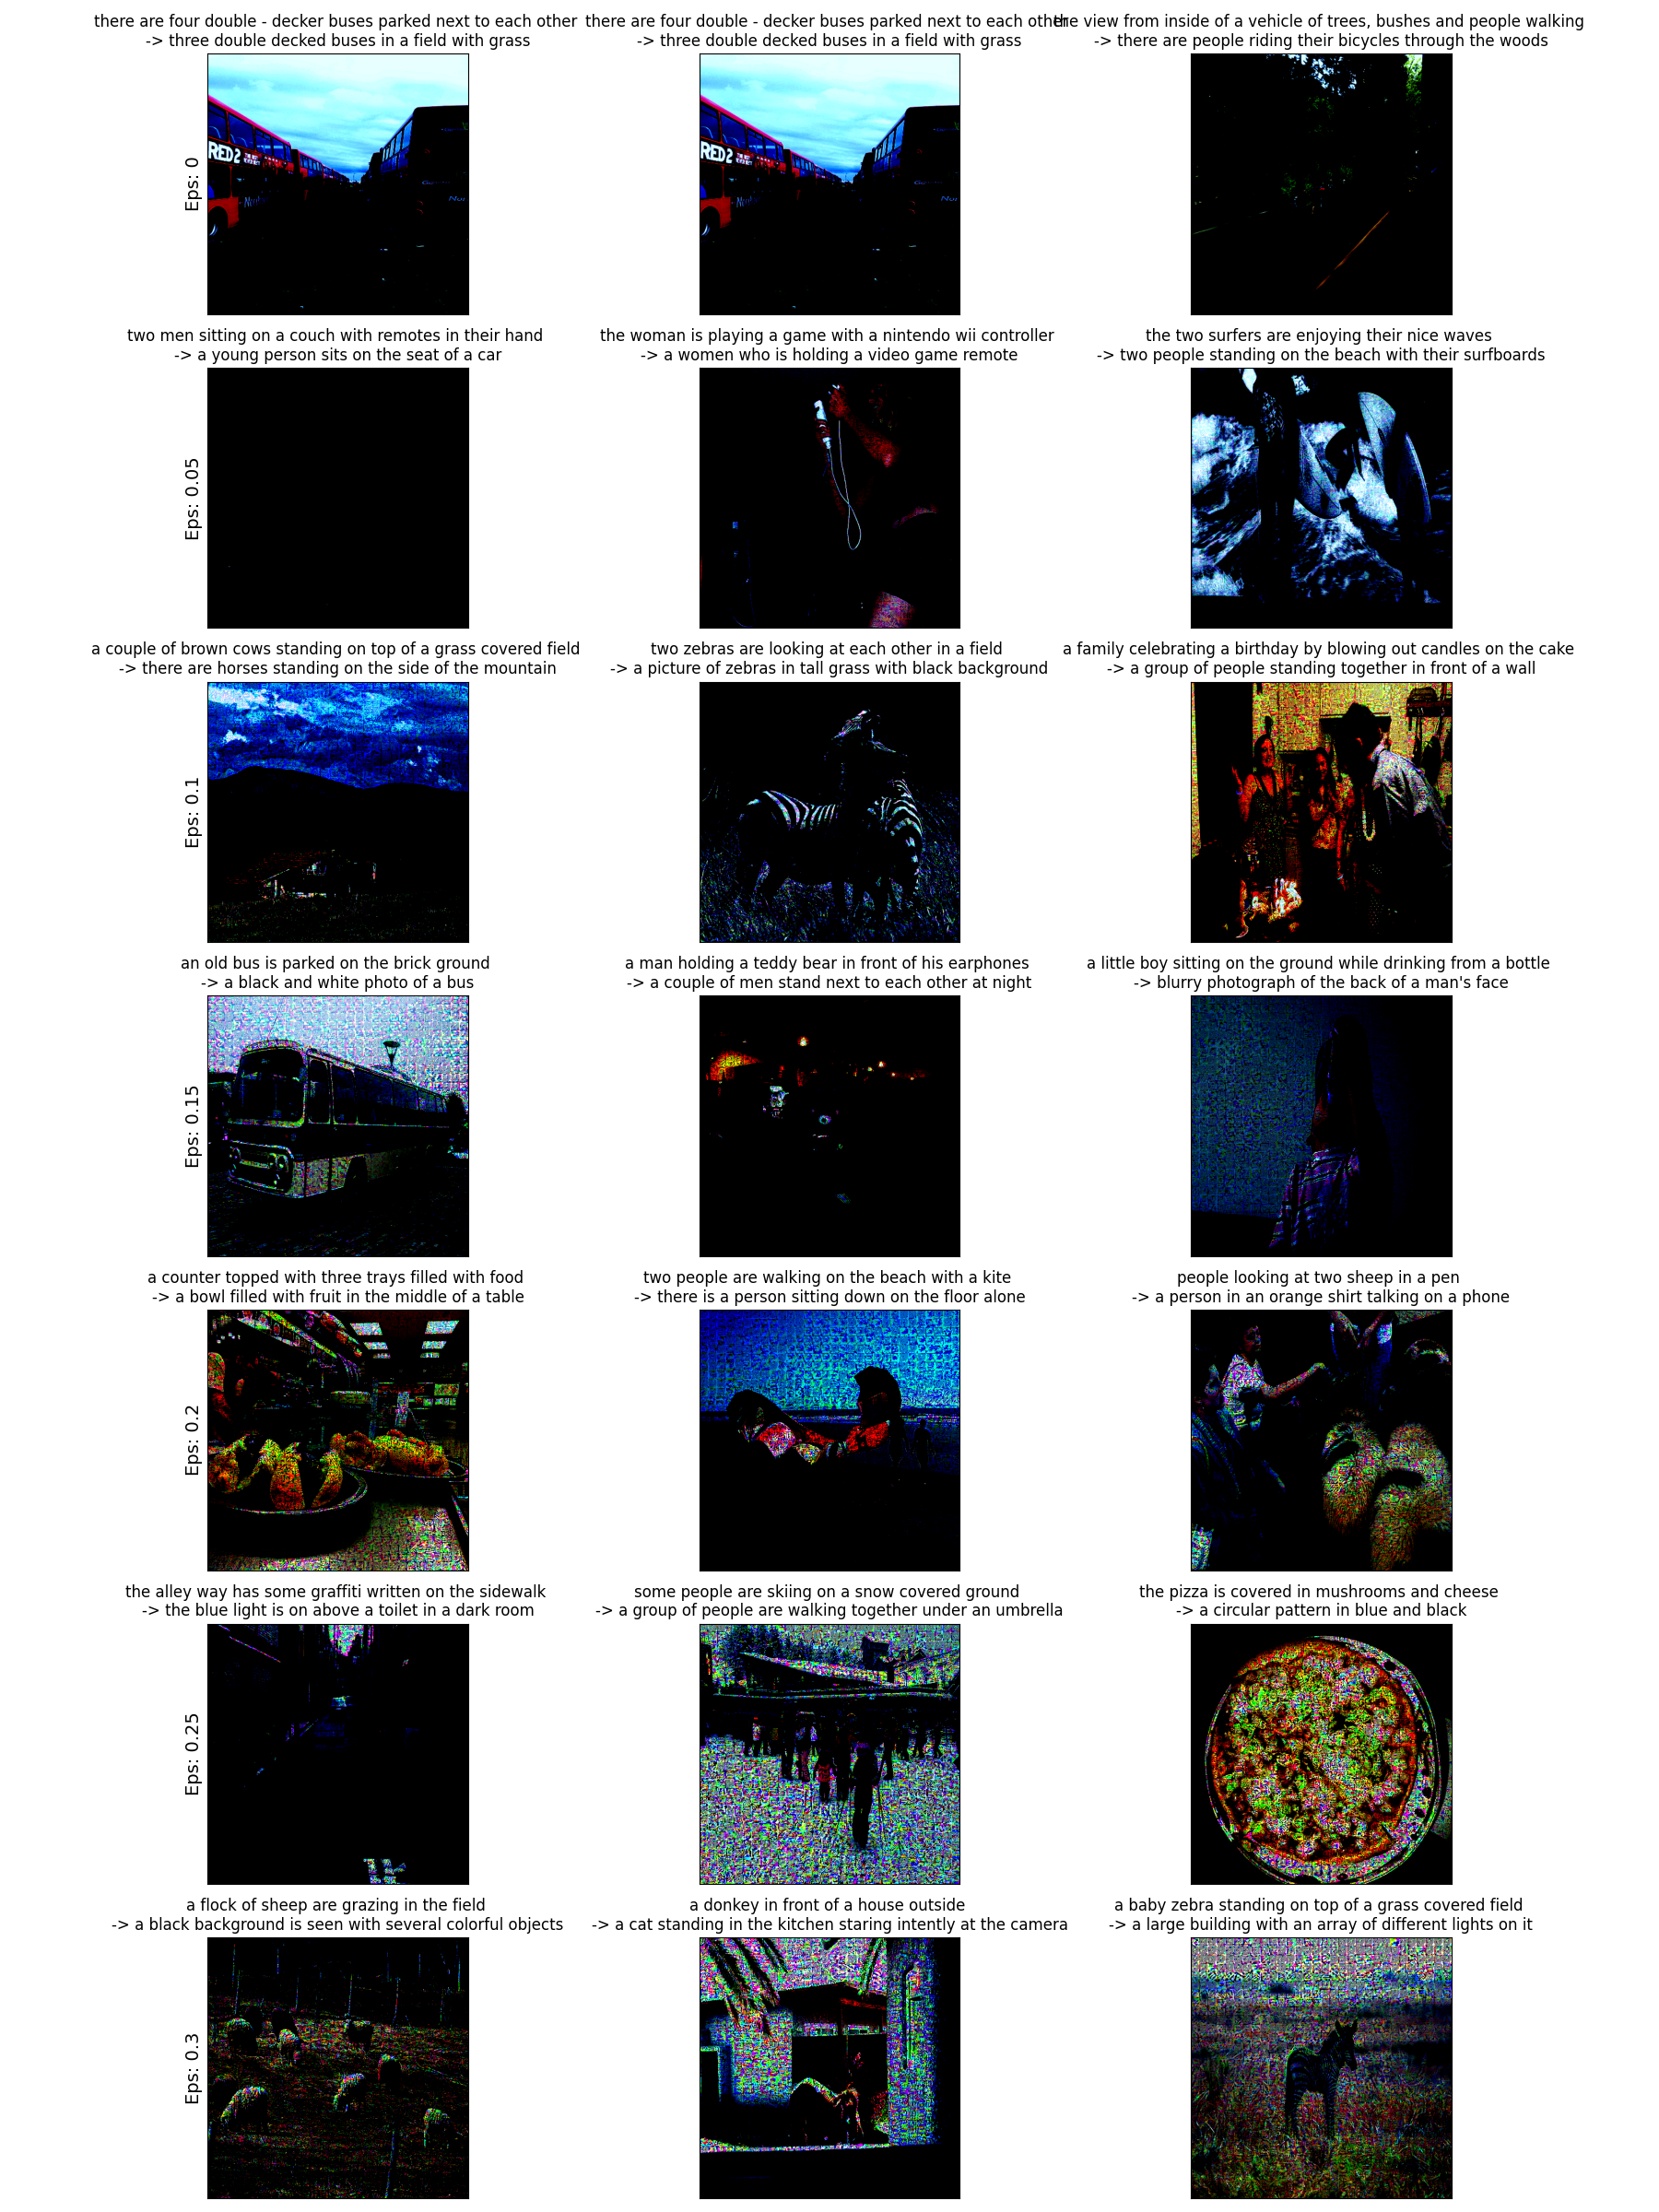 there are four double - decker buses parked next to each other
-> three double decked buses in a field with grass
there are four double - decker buses parked next to each other
-> three double decked buses in a field with grass
the view from inside of a vehicle of trees, bushes and people walking
-> there are people riding their bicycles through the woods
Eps: 0
RED2
RED2
two men sitting on a couch with remotes in their hand
-> a young person sits on the seat of a car
the woman is playing a game with a nintendo wii controller
-> a women who is holding a video game remote
the two surfers are enjoying their nice waves
-> two people standing on the beach with their surfboards
Eps: 0.05
a couple of brown cows standing on top of a grass covered field
-> there are horses standing on the side of the mountain
two zebras are looking at each other in a field
-> a picture of zebras in tall grass with black background
a family celebrating a birthday by blowing out candles on the cake
-> a group of people standing together in front of a wall
Eps: 0.1
an old bus is parked on the brick ground
-> a black and white photo of a bus
a man holding a teddy bear in front of his earphones
-> a couple of men stand next to each other at night
a little boy sitting on the ground while drinking from a bottle
-> blurry photograph of the back of a man's face
Eps: 0.15
a counter topped with three trays filled with food
-> a bowl filled with fruit in the middle of a table
two people are walking on the beach with a kite
-> there is a person sitting down on the floor alone
people looking at two sheep in a pen
-> a person in an orange shirt talking on a phone
Eps: 0.2
the alley way has some graffiti written on the sidewalk
-> the blue light is on above a toilet in a dark room
some people are skiing on a snow covered ground
-> a group of people are walking together under an umbrella
the pizza is covered in mushrooms and cheese
-> a circular pattern in blue and black
Eps: 0.25
a flock of sheep are grazing in the field
-> a black background is seen with several colorful objects
a donkey in front of a house outside
-> a cat standing in the kitchen staring intently at the camera
a baby zebra standing on top of a grass covered field
-> a large building with an array of different lights on it
Eps: 0.3